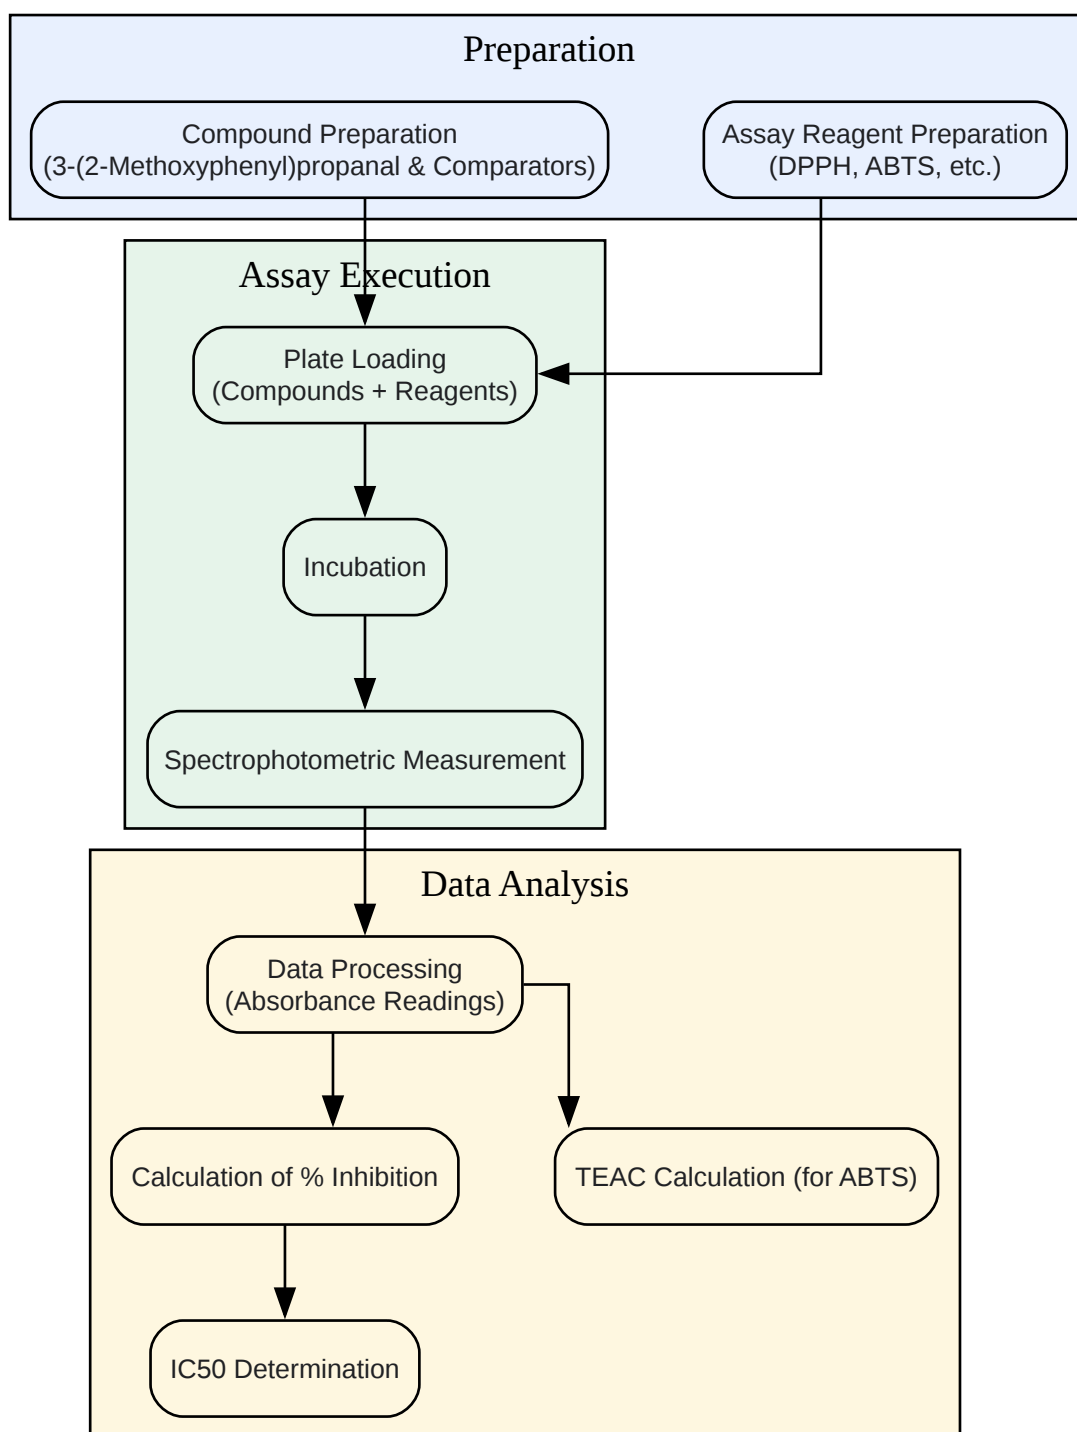 Preparation
Compound Preparation
(3-(2-Methoxyphenyl)propanal & Comparators)
Assay Reagent Preparation
(DPPH, ABTS, etc.)
Assay Execution
Plate Loading
(Compounds + Reagents)
Incubation
Spectrophotometric Measurement
Data Analysis
Data Processing
(Absorbance Readings)
Calculation of % Inhibition
TEAC Calculation (for ABTS)
IC50 Determination